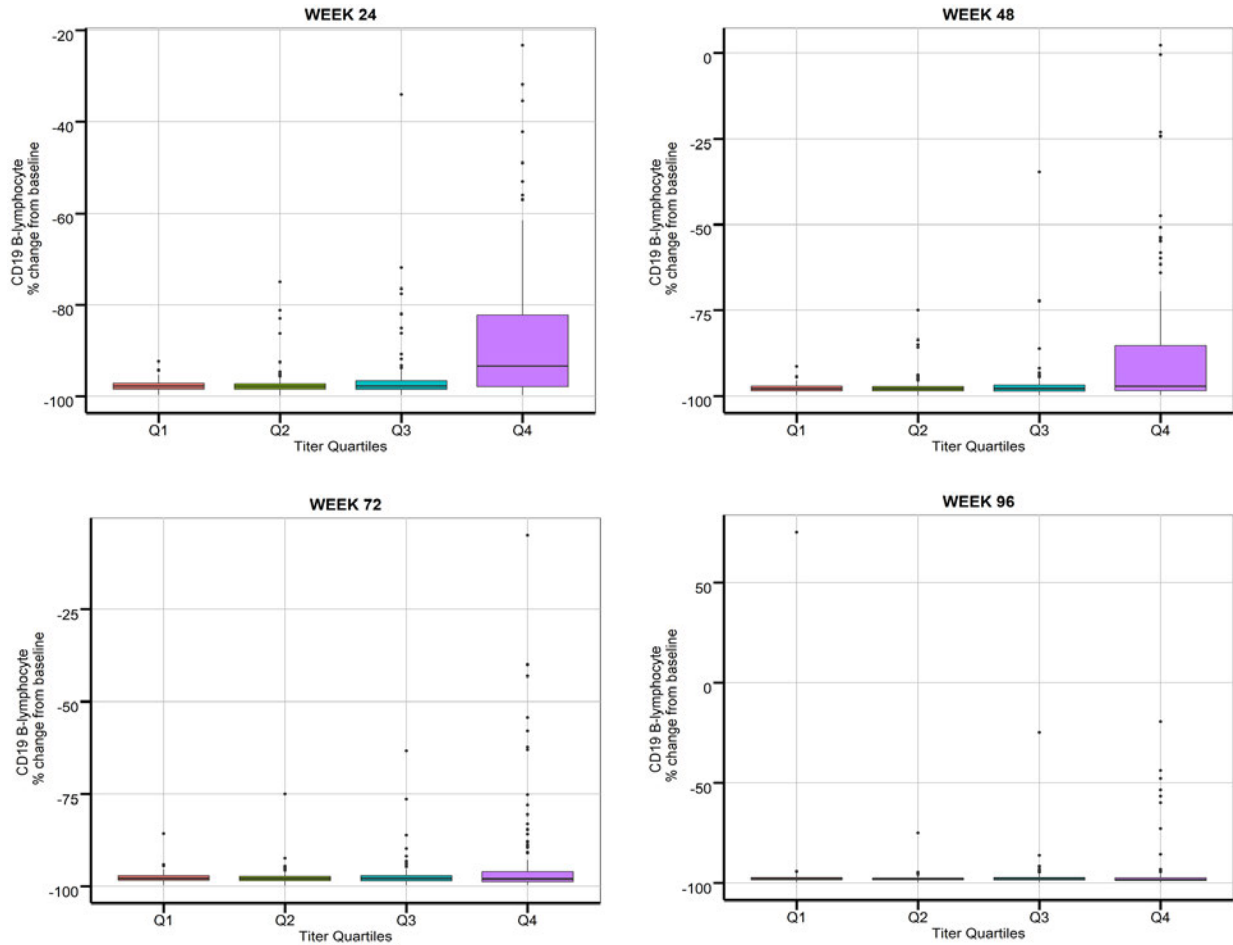 WEEK 24
CD19 B-lymphocyte
% change from baseline
-20
-40
-60
-80
-100
Q1 Q2 Q3 Q4
Titer Quartiles
WEEK 48
CD19 B-lymphocyte
% change from baseline
0
-25
-50
-75
-100
Q1 Q2 Q3 Q4
Titer Quartiles
WEEK 72
CD19 B-lymphocyte
% change from baseline
-25
-50
-75
-100
Q1 Q2 Q3 Q4
Titer Quartiles
WEEK 96
CD19 B-lymphocyte
% change from baseline
50
0
-50
-100
Q1 Q2 Q3 Q4
Titer Quartiles